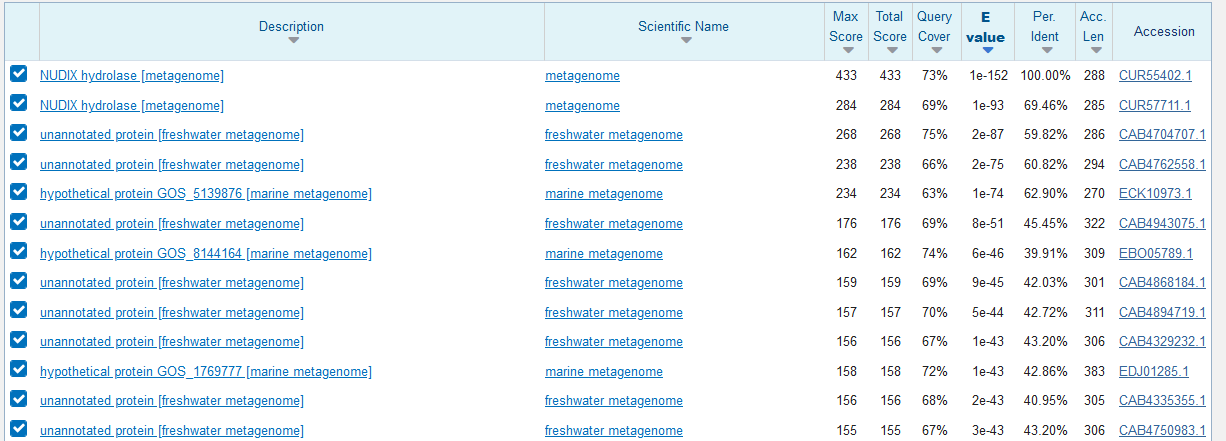 Description Scientific Name Max Score Total Score Query Cover E value Per. Ident Acc. Len Accession
NUDIX hydrolase [metagenome] metagenome 433 433 73% 1e-152 100.00% 288 CUR55402.1
NUDIX hydrolase [metagenome] metagenome 284 284 69% 1e-93 69.46% 285 CUR57711.1
unannotated protein [freshwater metagenome] freshwater metagenome 268 268 75% 2e-87 59.82% 286 CAB4704707.1
unannotated protein [freshwater metagenome] freshwater metagenome 238 238 66% 2e-75 60.82% 294 CAB4762558.1
hypothetical protein GOS_5139876 [marine metagenome] marine metagenome 234 234 63% 1e-74 62.90% 270 ECK10973.1
unannotated protein [freshwater metagenome] freshwater metagenome 176 176 69% 8e-51 45.45% 322 CAB4943075.1
hypothetical protein GOS_8144164 [marine metagenome] marine metagenome 162 162 74% 6e-46 39.91% 309 EBO05789.1
unannotated protein [freshwater metagenome] freshwater metagenome 159 159 69% 9e-45 42.03% 301 CAB4868184.1
unannotated protein [freshwater metagenome] freshwater metagenome 157 157 70% 5e-44 42.72% 311 CAB4894719.1
unannotated protein [freshwater metagenome] freshwater metagenome 156 156 67% 1e-43 43.20% 306 CAB4329232.1
hypothetical protein GOS_1769777 [marine metagenome] marine metagenome 158 158 72% 1e-43 42.86% 383 EDJ01285.1
unannotated protein [freshwater metagenome] freshwater metagenome 156 156 68% 2e-43 40.95% 305 CAB4335355.1
unannotated protein [freshwater metagenome] freshwater metagenome 155 155 67% 3e-43 43.20% 306 CAB4750983.1